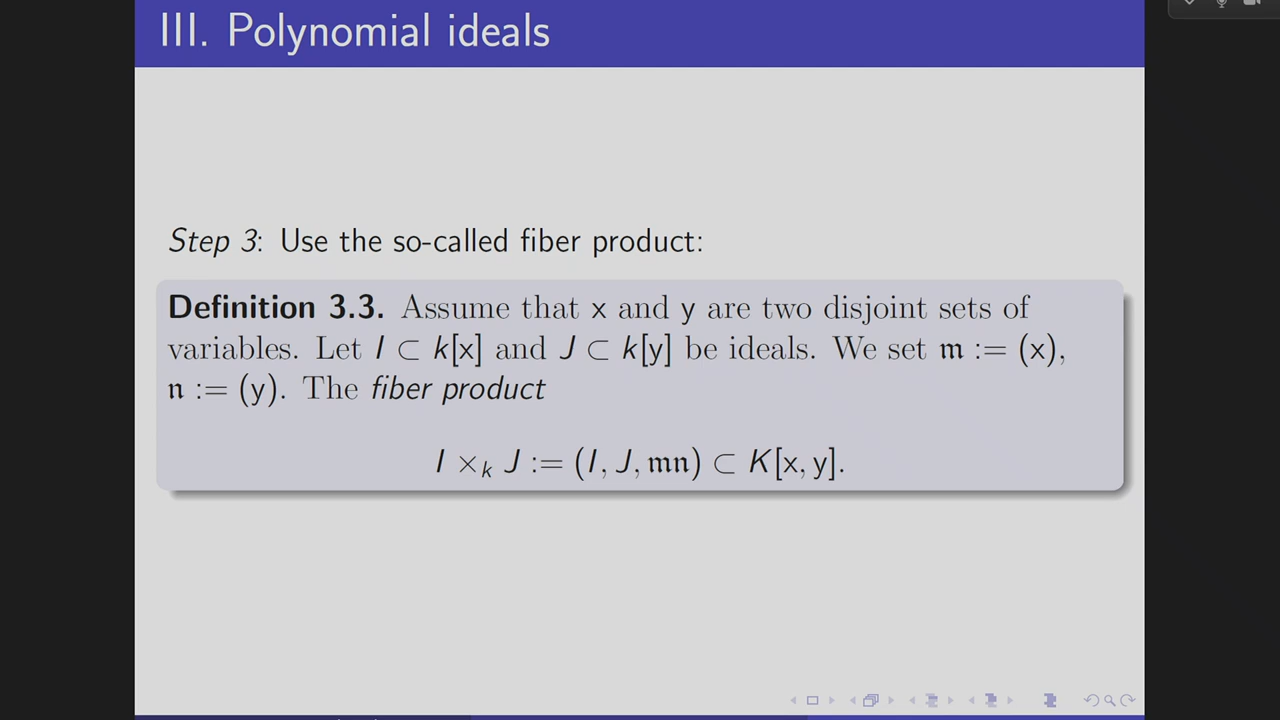 III. Polynomial ideals
Step 3: Use the so-called fiber product:
Definition 3.3. Assume that x and y are two disjoint sets of
variables. Let I ⊂ k[x] and J ⊂ k[y] be ideals. We set 𝔪 := (x),
𝔫 := (y). The fiber product
I ×ₖ J := (I, J, 𝔪𝔫) ⊂ K[x, y].